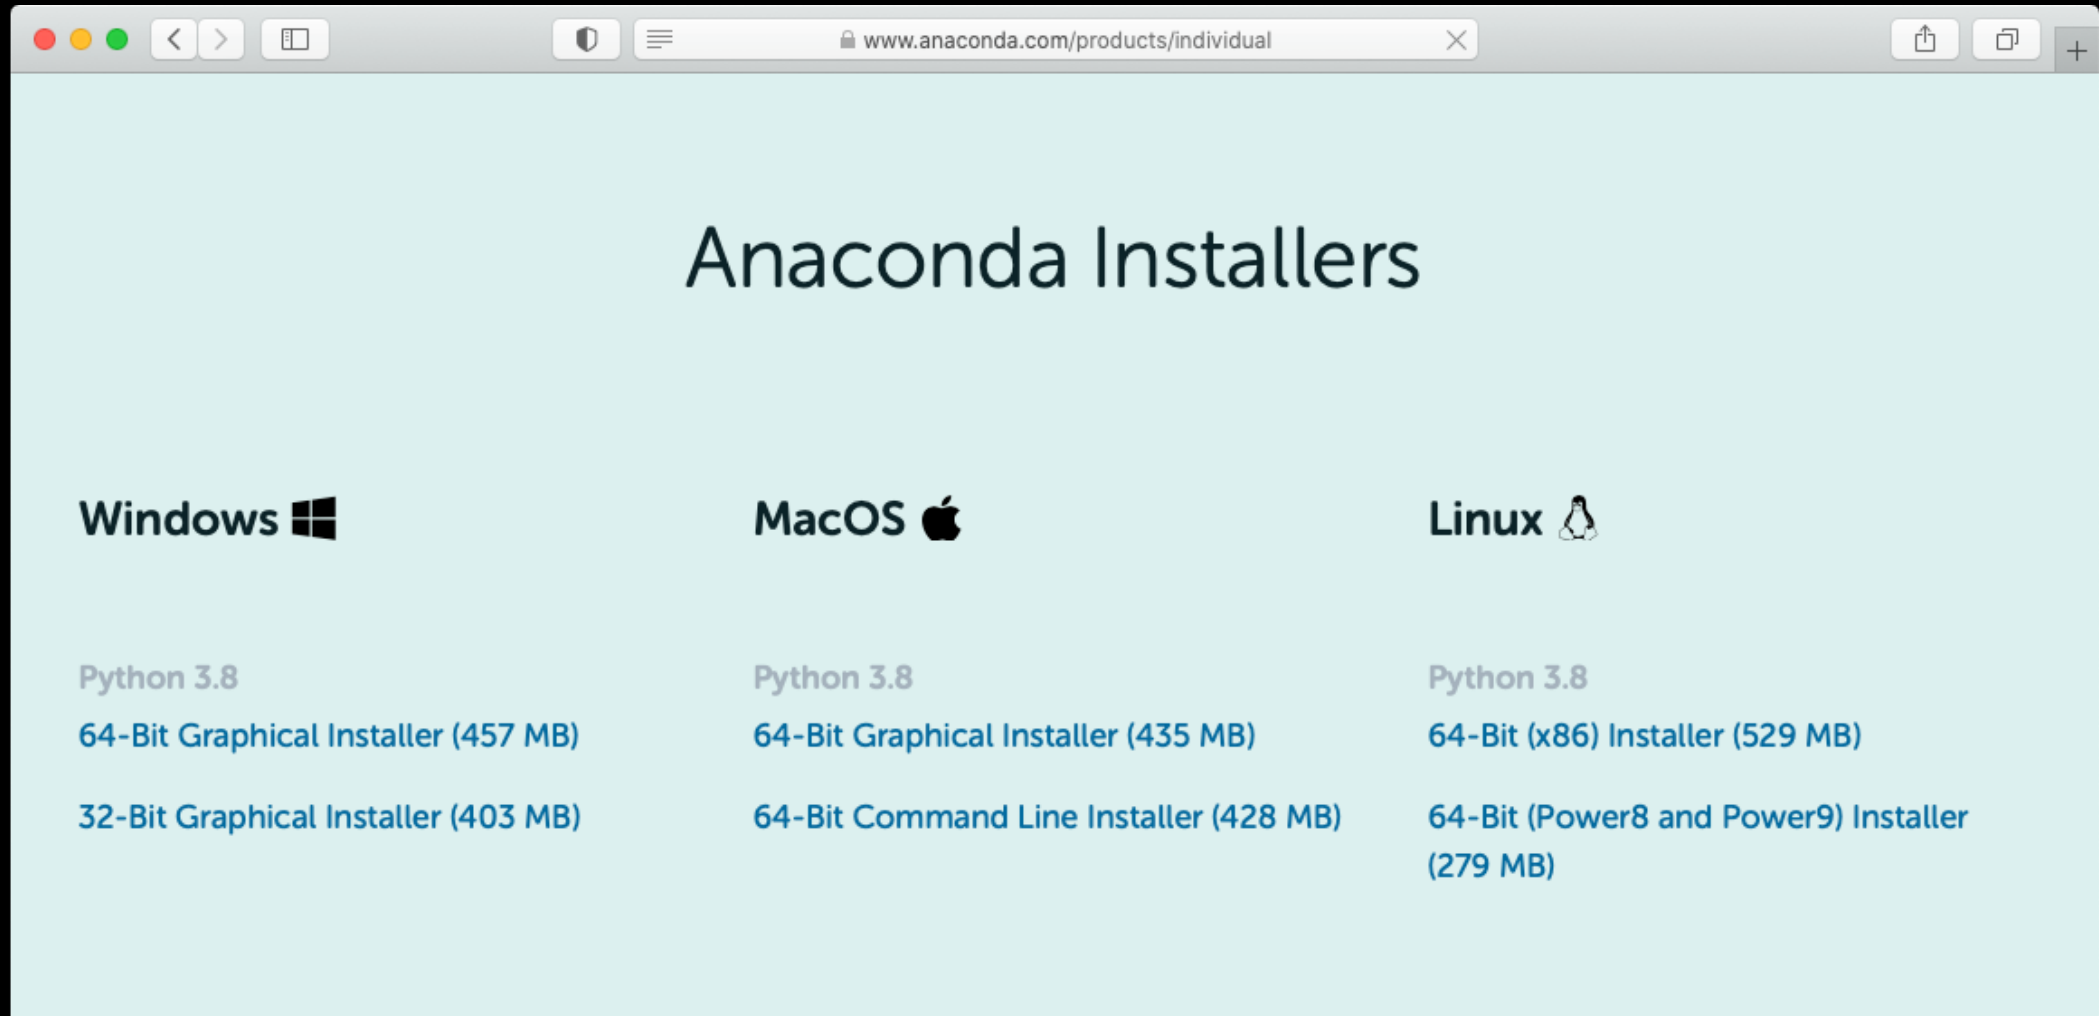 www.anaconda.com/products/individual
Anaconda Installers
Windows
MacOS
Linux
Python 3.8
64-Bit Graphical Installer (457 MB)
32-Bit Graphical Installer (403 MB)
Python 3.8
64-Bit Graphical Installer (435 MB)
64-Bit Command Line Installer (428 MB)
Python 3.8
64-Bit (x86) Installer (529 MB)
64-Bit (Power8 and Power9) Installer
(279 MB)